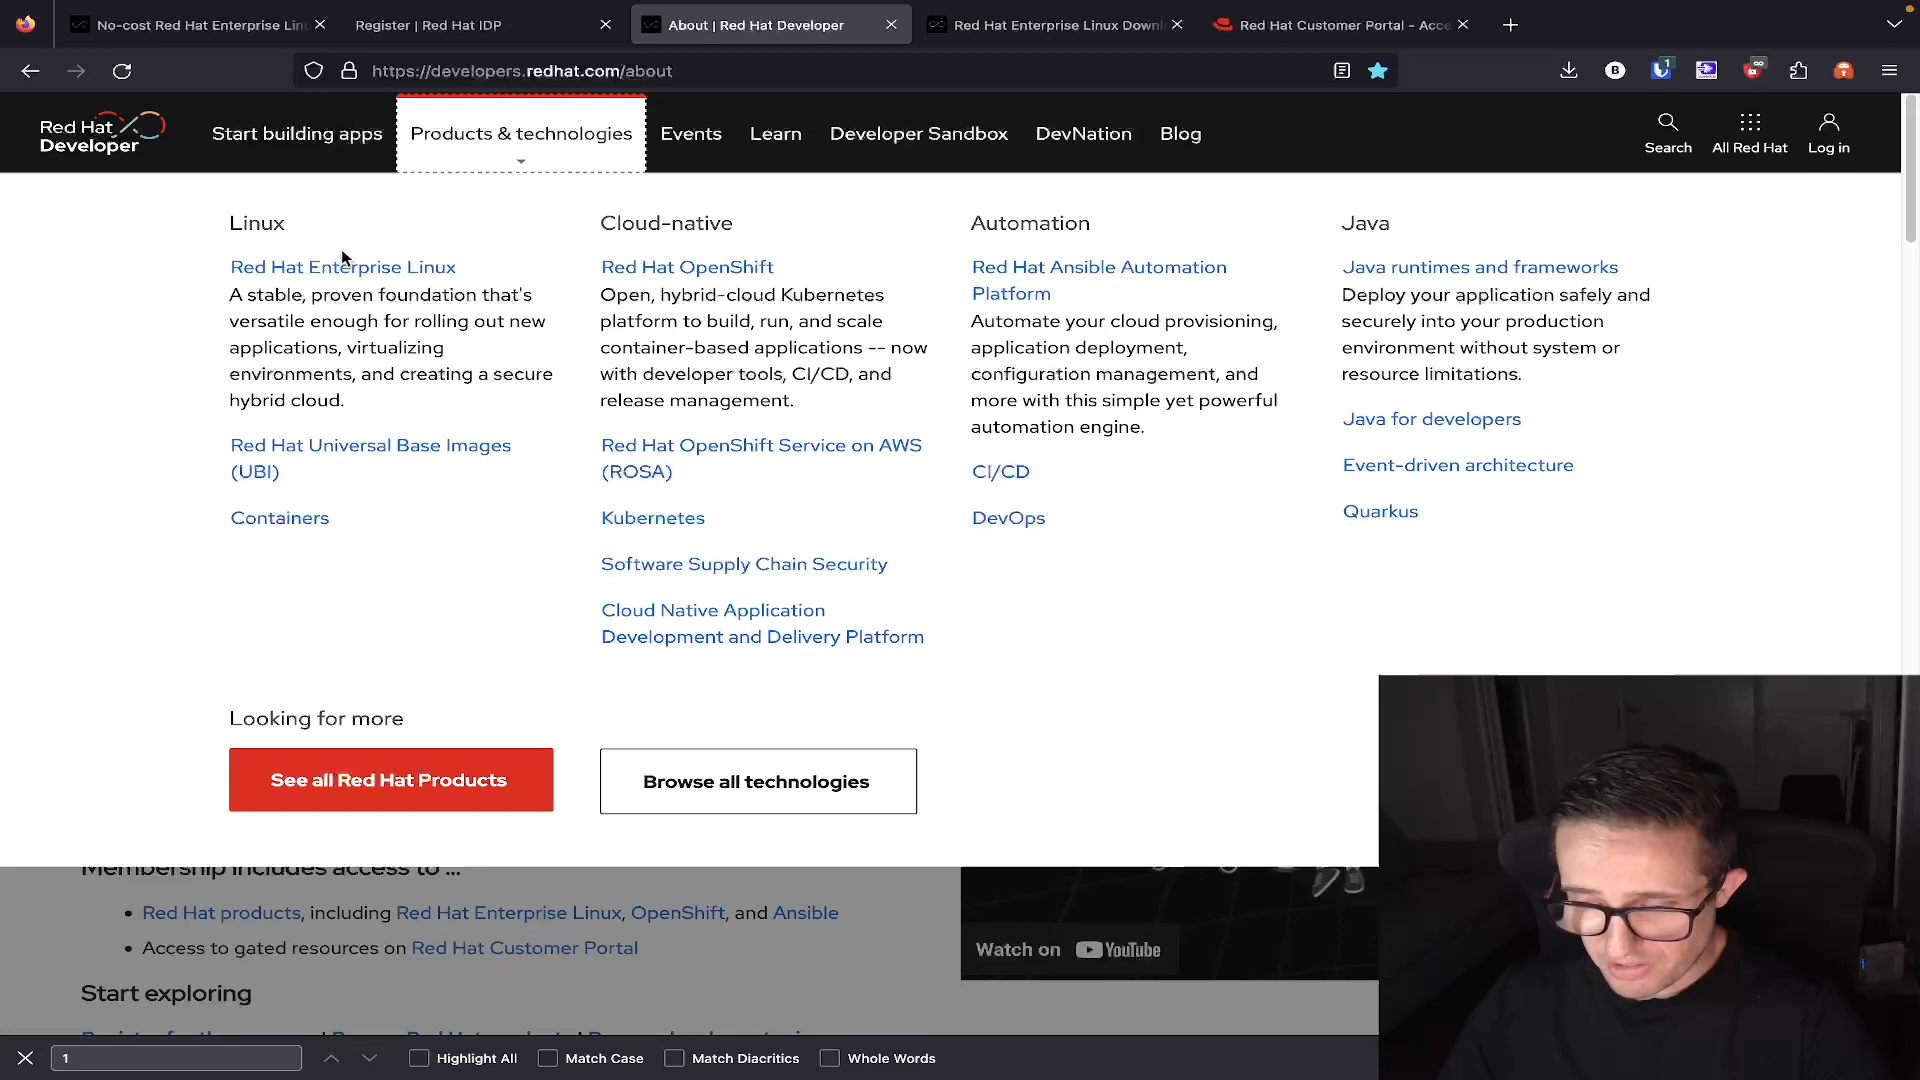 No-cost Red Hat Enterprise Lin
Register | Red Hat IDP
About | Red Hat Developer
Red Hat Enterprise Linux Downl
Red Hat Customer Portal - Acce
https://developers.redhat.com/about
B
1
∞
Red Hat
Developer
Start building apps
Products & technologies
Events
Learn
Developer Sandbox
DevNation
Blog
Search
All Red Hat
Log in
Linux
Red Hat Enterprise Linux
A stable, proven foundation that's
versatile enough for rolling out new
applications, virtualizing
environments, and creating a secure
hybrid cloud.
Red Hat Universal Base Images
(UBI)
Containers
Cloud-native
Red Hat OpenShift
Open, hybrid-cloud Kubernetes
platform to build, run, and scale
container-based applications -- now
with developer tools, CI/CD, and
release management.
Red Hat OpenShift Service on AWS
(ROSA)
Kubernetes
Software Supply Chain Security
Cloud Native Application
Development and Delivery Platform
Automation
Red Hat Ansible Automation
Platform
Automate your cloud provisioning,
application deployment,
configuration management, and
more with this simple yet powerful
automation engine.
CI/CD
DevOps
Java
Java runtimes and frameworks
Deploy your application safely and
securely into your production
environment without system or
resource limitations.
Java for developers
Event-driven architecture
Quarkus
Looking for more
See all Red Hat Products
Browse all technologies
Membership includes access to ...
Red Hat products, including Red Hat Enterprise Linux, OpenShift, and Ansible
Access to gated resources on Red Hat Customer Portal
Watch on YouTube
Start exploring
1
Highlight All
Match Case
Match Diacritics
Whole Words